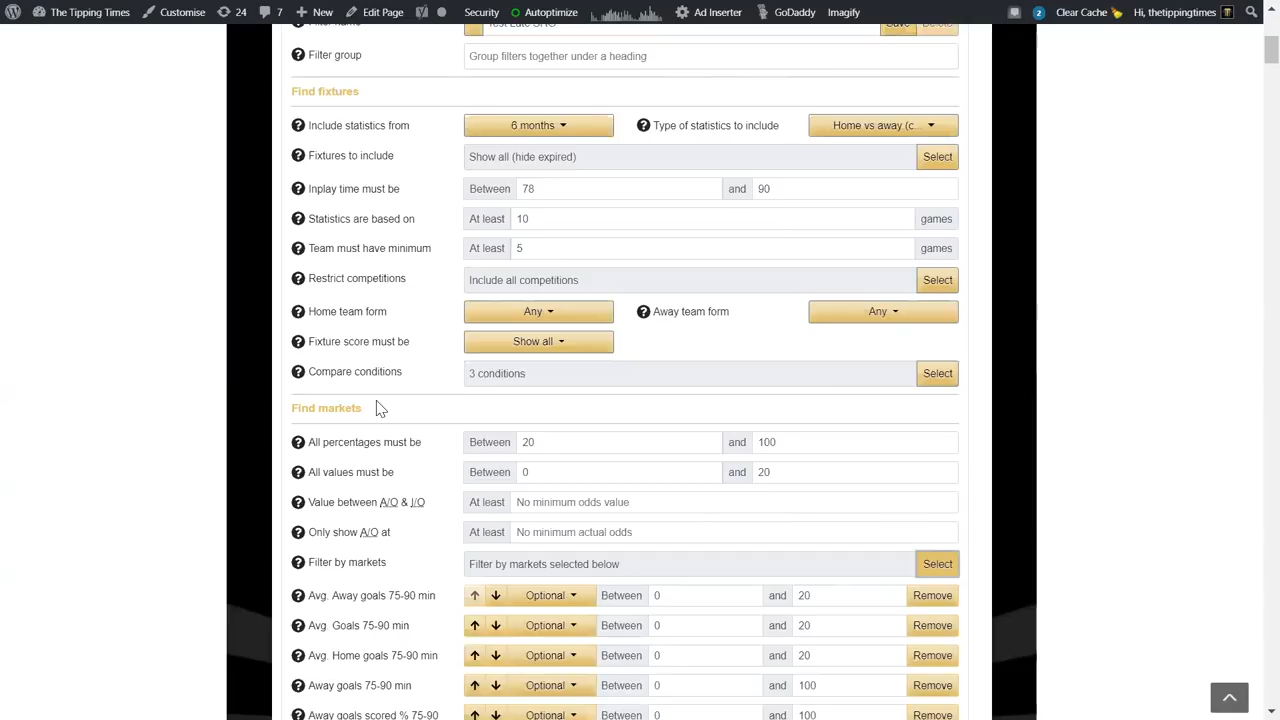 The Tipping Times Customise 24 7 New Edit Page Security Autoptimize Ad Inserter GoDaddy Imagify 2 Clear Cache Hi, thetippingtimes
Filter name Test Late SHG Save Delete
Filter group Group filters together under a heading
Find fixtures
Include statistics from 6 months Type of statistics to include Home vs away (c...
Fixtures to include Show all (hide expired) Select
Inplay time must be Between 78 and 90
Statistics are based on At least 10 games
Team must have minimum At least 5 games
Restrict competitions Include all competitions Select
Home team form Any Away team form Any
Fixture score must be Show all
Compare conditions 3 conditions Select
Find markets
All percentages must be Between 20 and 100
All values must be Between 0 and 20
Value between A/O & I/O At least No minimum odds value
Only show A/O at At least No minimum actual odds
Filter by markets Filter by markets selected below Select
Avg. Away goals 75-90 min Optional Between 0 and 20 Remove
Avg. Goals 75-90 min Optional Between 0 and 20 Remove
Avg. Home goals 75-90 min Optional Between 0 and 20 Remove
Away goals 75-90 min Optional Between 0 and 100 Remove
Away goals scored % 75-90 Optional Between 0 and 100 Remove